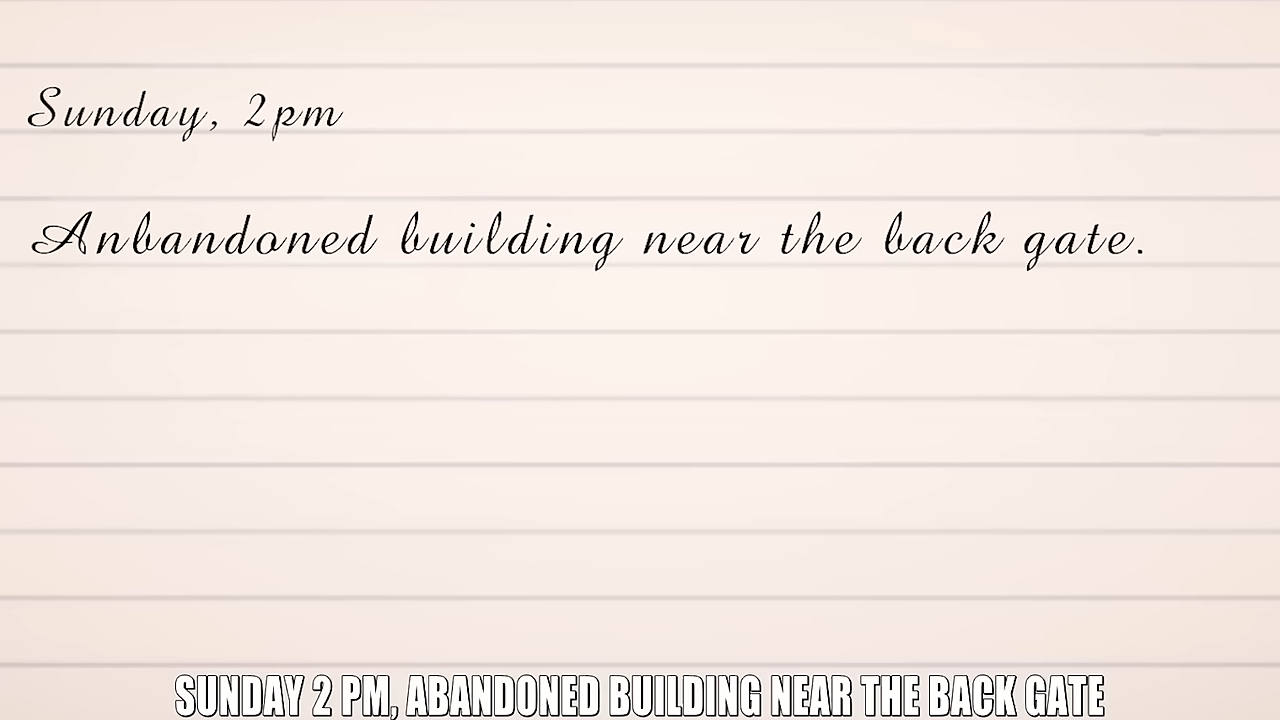 Sunday, 2pm
Anbandoned building near the back gate.
SUNDAY 2 PM, ABANDONED BUILDING NEAR THE BACK GATE